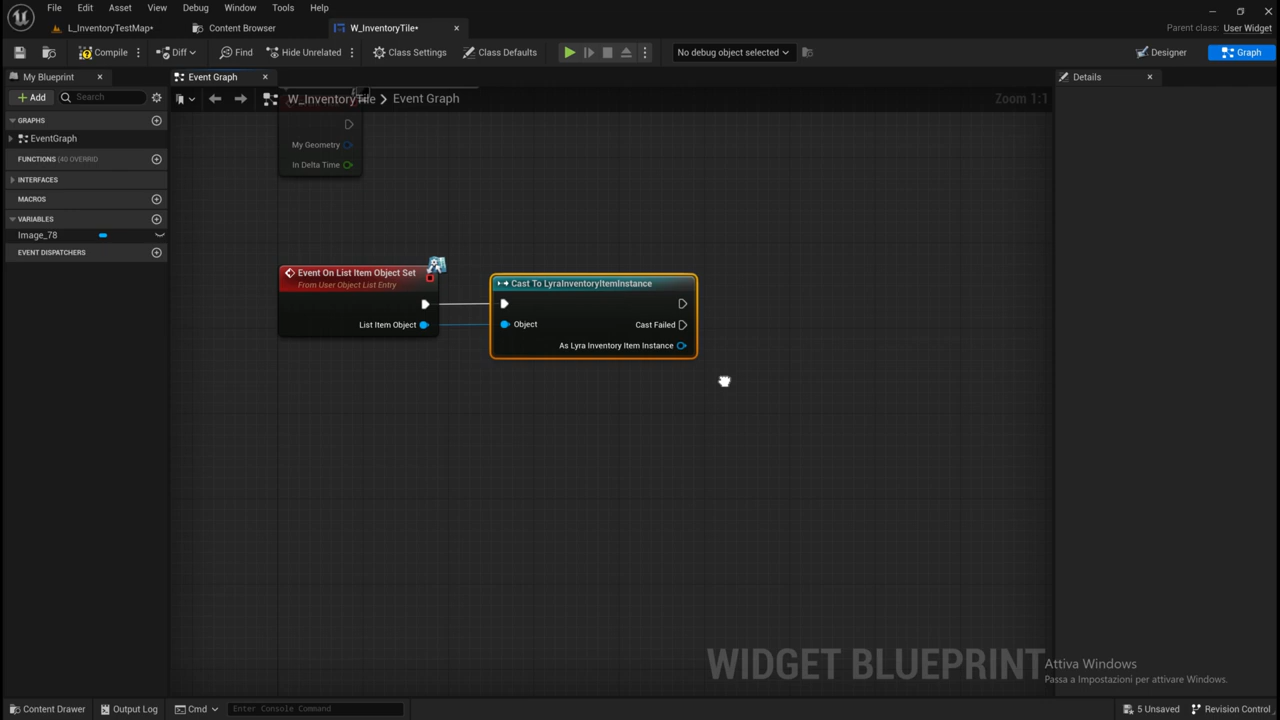 File Edit Asset View Debug Window Tools Help
L_InventoryTestMap• Content Browser W_InventoryTile•
Parent class: User Widget
Compile Diff Find Hide Unrelated Class Settings Class Defaults No debug object selected Designer Graph
My Blueprint Event Graph Details
Add Search W_InventoryTile > Event Graph Zoom 1:1
GRAPHS
EventGraph
FUNCTIONS (40 OVERRID
INTERFACES
MACROS
VARIABLES
Image_78
EVENT DISPATCHERS
My Geometry
In Delta Time
Event On List Item Object Set
From User Object List Entry
List Item Object
Cast To LyraInventoryItemInstance
Object Cast Failed
As Lyra Inventory Item Instance
WIDGET BLUEPRINT
Attiva Windows
Passa a Impostazioni per attivare Windows.
Content Drawer Output Log Cmd Enter Console Command 5 Unsaved Revision Control